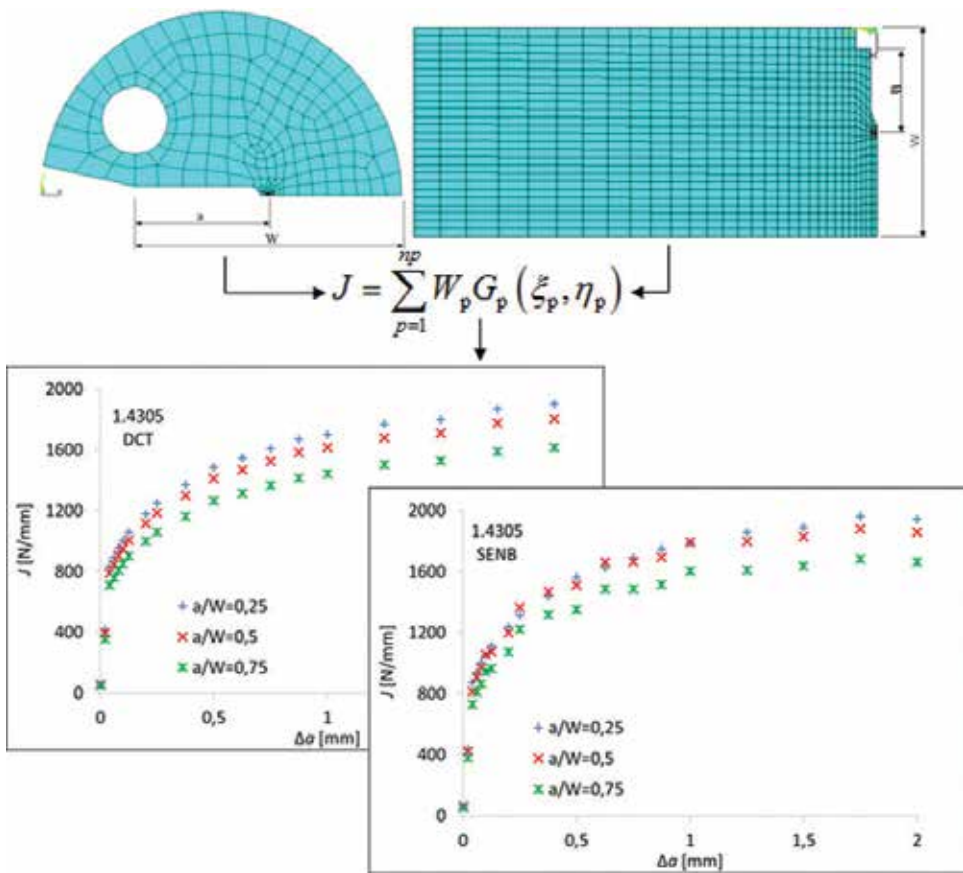 a
W
a
W
J = \sum_{p=1}^{np} W_p G_p (ξ_p, η_p)
2000
1600
1200
800
400
0
J [N/mm]
1.4305
DCT
a/W=0,25
a/W=0,5
a/W=0,75
0
0,5
1
Δa [mm]
2000
1600
1200
800
400
0
J [N/mm]
1.4305
SENB
a/W=0,25
a/W=0,5
a/W=0,75
0
0,5
1
1,5
2
Δa [mm]